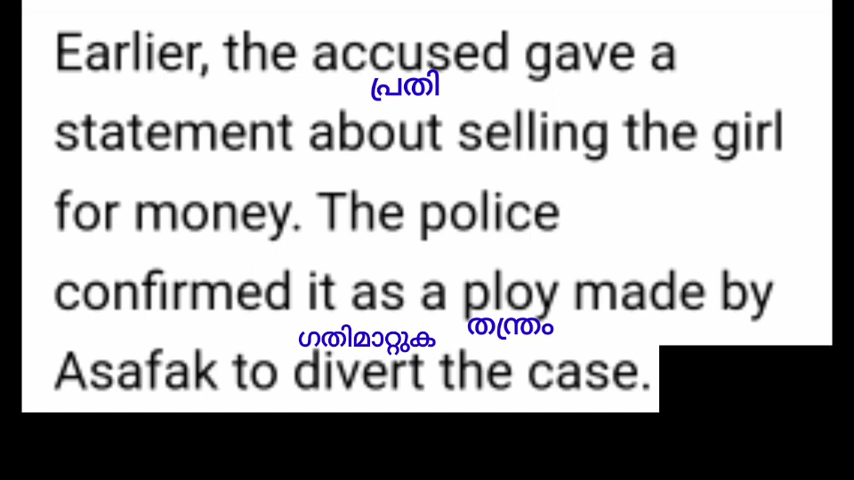 Earlier, the accused gave a
പ്രതി
statement about selling the girl
for money. The police
confirmed it as a ploy made by
ഗതിമാറ്റുക തന്ത്രം
Asafak to divert the case.